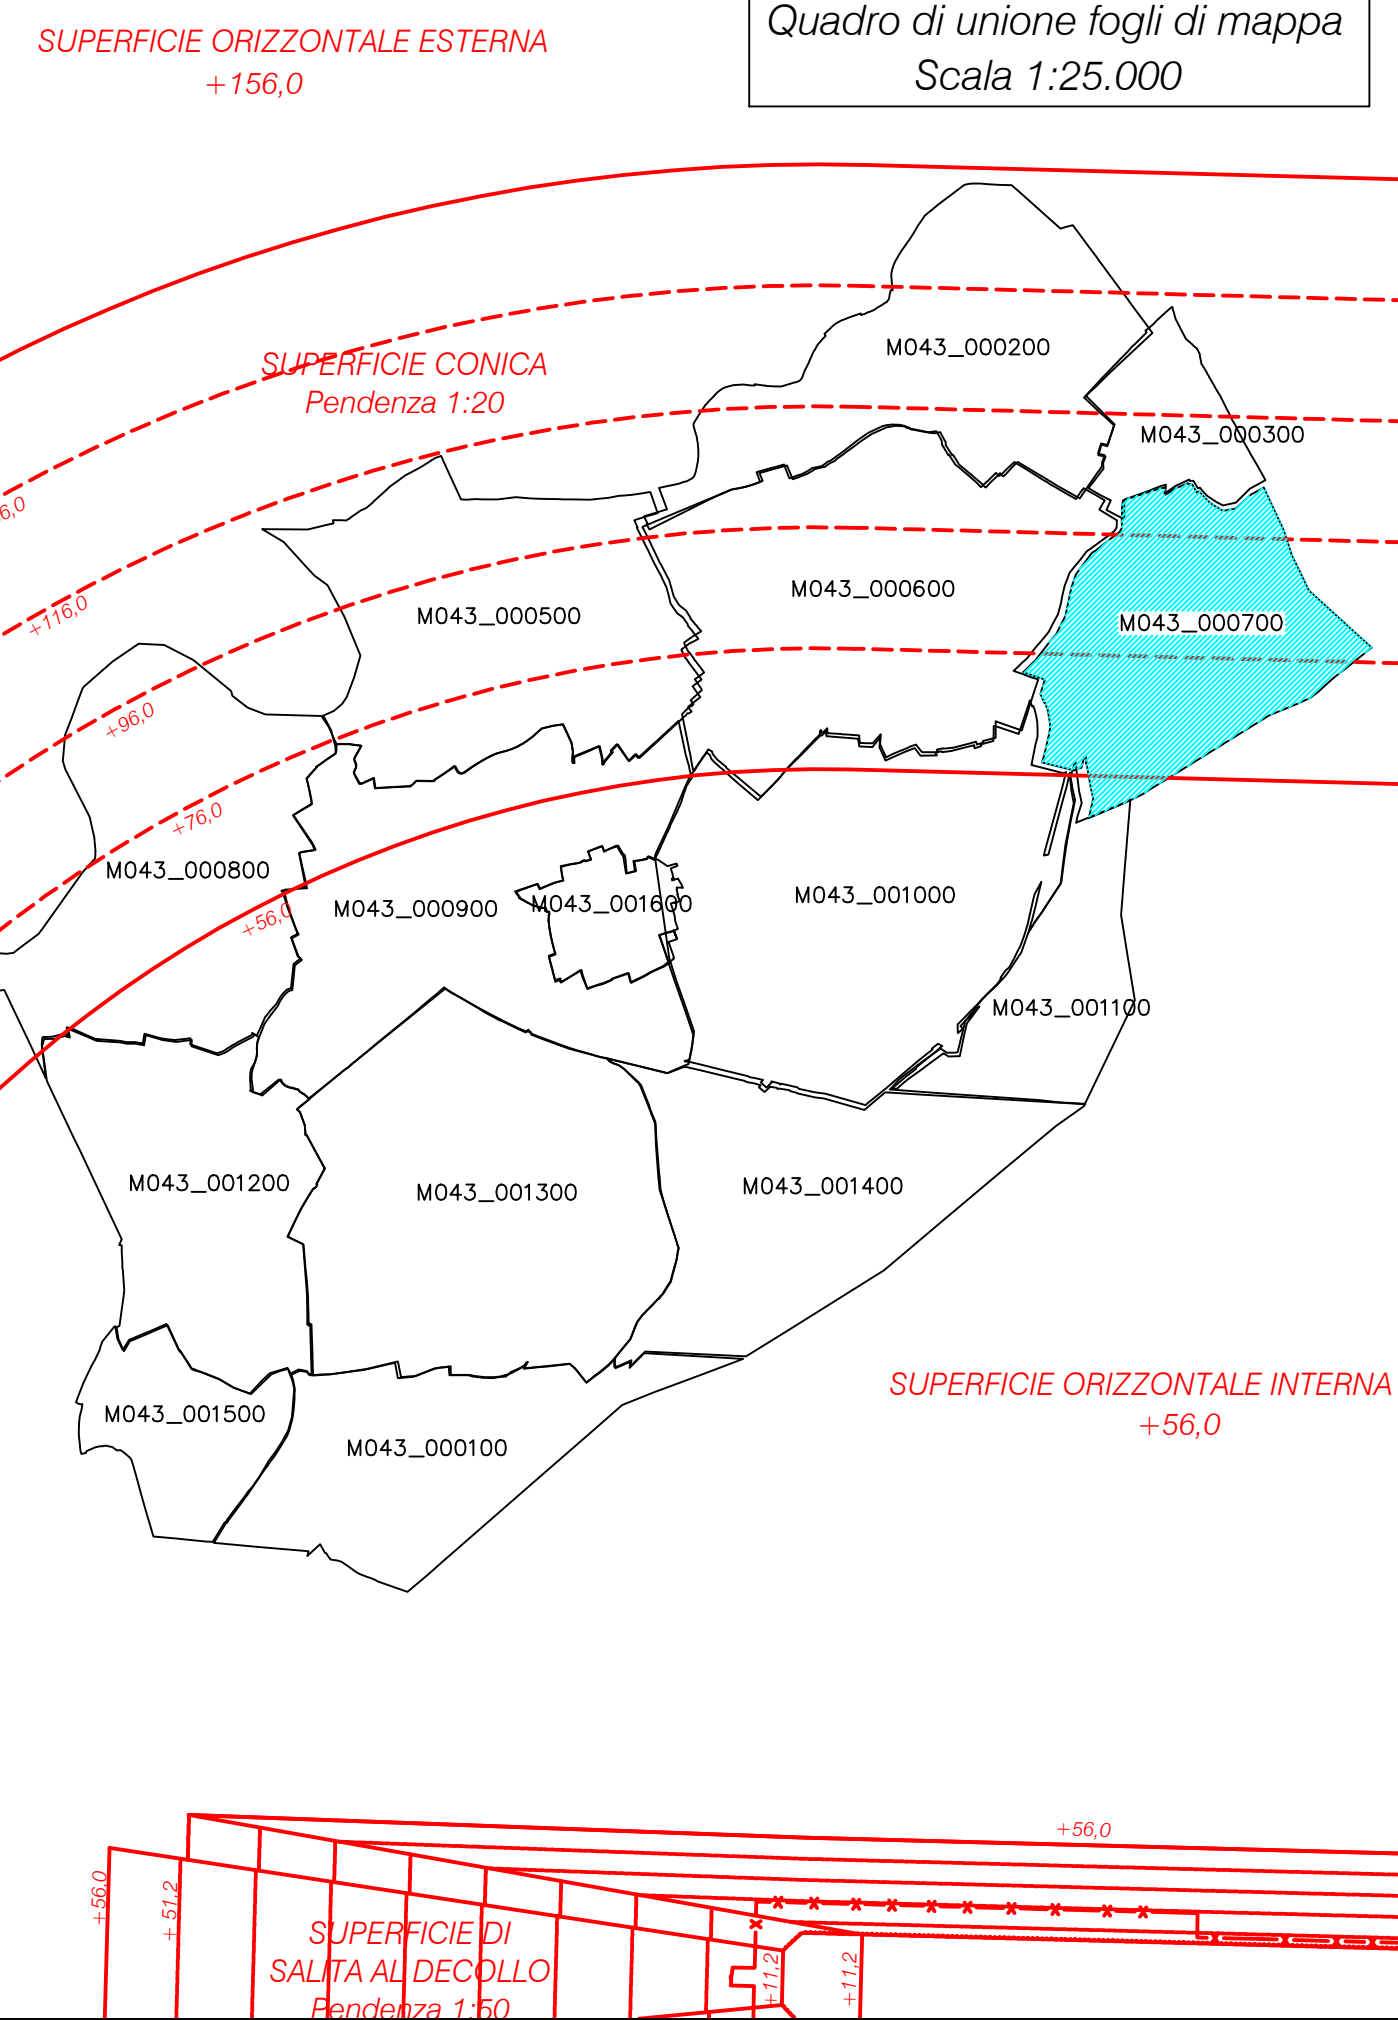 Quadro di unione fogli di mappa
Scala 1:25.000
SUPERFICIE ORIZZONTALE ESTERNA
+156,0
SUPERFICIE CONICA
Pendenza 1:20
M043_000200
M043_000300
6,0
+116,0
M043_000500
M043_000600
M043_000700
+96,0
+76,0
M043_000800
+56,0
M043_000900
M043_001600
M043_001000
M043_001100
M043_001200
M043_001300
M043_001400
M043_001500
M043_000100
SUPERFICIE ORIZZONTALE INTERNA
+56,0
+56,0
+56,0
+51,2
SUPERFICIE DI
SALITA AL DECOLLO
Pendenza 1:50
+11,2
+11,2